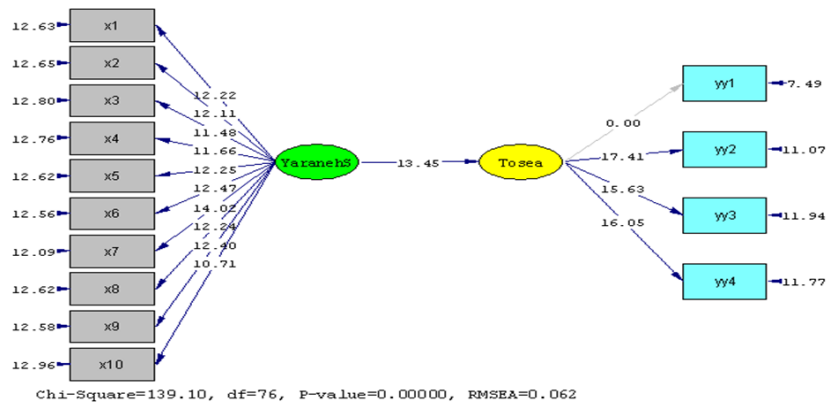 12.63 x1
12.65 x2
12.80 x3
12.76 x4
12.62 x5
12.56 x6
12.09 x7
12.62 x8
12.58 x9
12.96 x10
12.22
12.11
11.48
11.66
12.25
12.47
14.02
12.24
12.40
10.71
YaranehS
13.45
Tosea
0.00
17.41
15.63
16.05
yy1 7.49
yy2 11.07
yy3 11.94
yy4 11.77
Chi-Square=139.10, df=76, P-value=0.00000, RMSEA=0.062